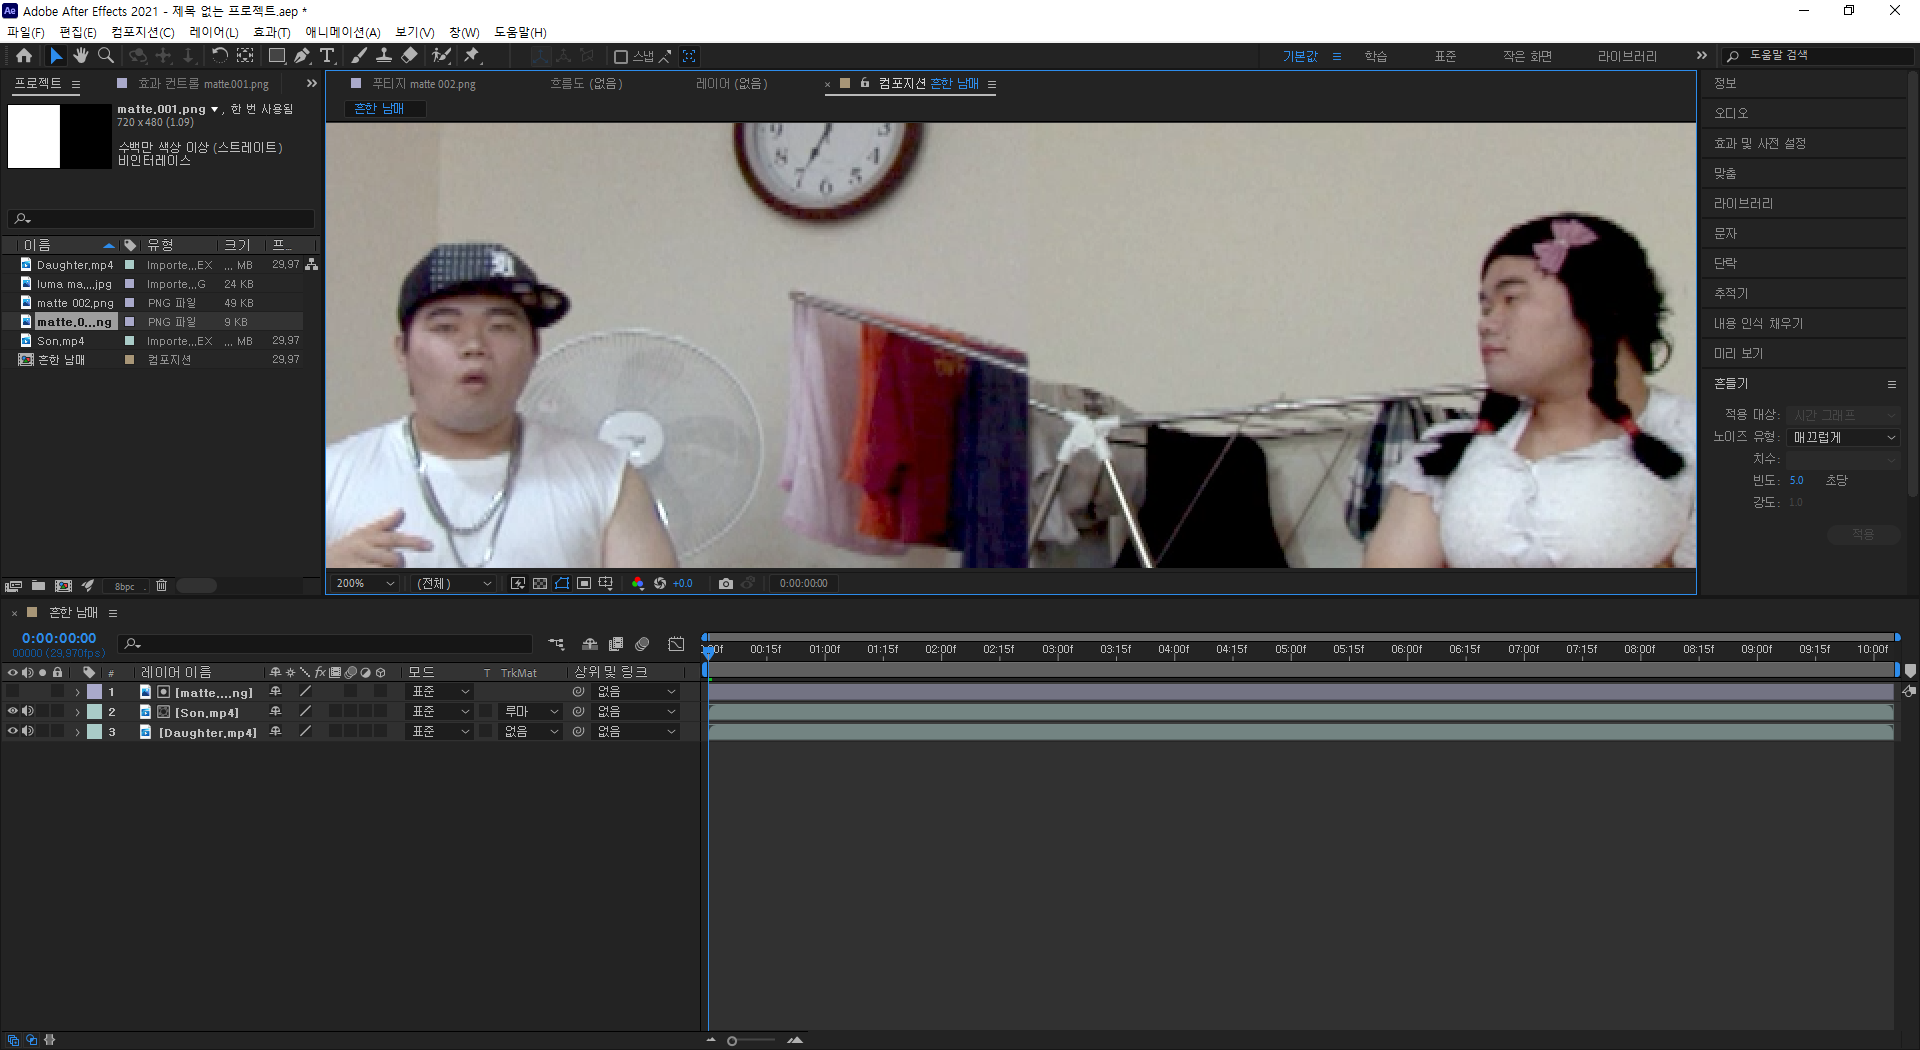 Ae Adobe After Effects 2021 - 제목 없는 프로젝트.aep *
파일(F) 편집(E) 컴포지션(C) 레이어(L) 효과(T) 애니메이션(A) 보기(V) 창(W) 도움말(H)
스냅 기본값 학습 표준 작은 화면 라이브러리 도움말 검색
프로젝트 효과 컨트롤 matte.001.png
푸티지 matte 002.png 흐름도 (없음) 레이어 (없음) 컴포지션 흔한 남매
흔한 남매
matte.001.png ▼, 한 번 사용됨
720 x 480 (1.09)
수백만 색상 이상 (스트레이트)
비인터레이스
이름 유형 크기 프...
Daughter.mp4 Importe...EX ... MB 29.97
luma ma....jpg Importe...G 24 KB
matte 002.png PNG 파일 49 KB
matte.0...ng PNG 파일 9 KB
Son.mp4 Importe...EX ... MB 29.97
흔한 남매 컴포지션 29.97
8bpc
9 3 8 4 7 6 5
200% (전체) +0.0 0:00:00:00
정보
오디오
효과 및 사전 설정
맞춤
라이브러리
문자
단락
추적기
내용 인식 채우기
미리 보기
흔들기
적용 대상: 시간 그래프
노이즈 유형: 매끄럽게
치수:
빈도: 5.0 초당
강도: 1.0
적용
흔한 남매
0:00:00:00
00000 (29.970fps)
00:15f 01:00f 01:15f 02:00f 02:15f 03:00f 03:15f 04:00f 04:15f 05:00f 05:15f 06:00f 06:15f 07:00f 07:15f 08:00f 08:15f 09:00f 09:15f 10:00f
# 레이어 이름 fx 모드 T TrkMat 상위 및 링크
1 [matte....ng] 표준 없음
2 [Son.mp4] 표준 루마 없음
3 [Daughter.mp4] 표준 없음 없음